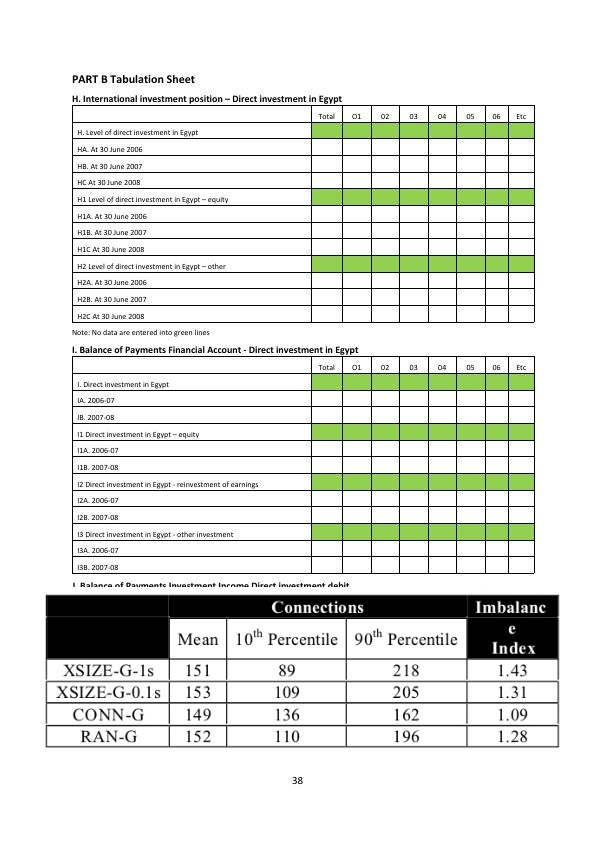 PART B Tabulation Sheet
H. International investment position – Direct investment in Egypt
Total O1 02 03 04 05 06 Etc
H. Level of direct investment in Egypt
HA. At 30 June 2006
HB. At 30 June 2007
HC At 30 June 2008
H1 Level of direct investment in Egypt – equity
H1A. At 30 June 2006
H1B. At 30 June 2007
H1C At 30 June 2008
H2 Level of direct investment in Egypt – other
H2A. At 30 June 2006
H2B. At 30 June 2007
H2C At 30 June 2008
Note: No data are entered into green lines
I. Balance of Payments Financial Account - Direct investment in Egypt
Total O1 02 03 04 05 06 Etc
I. Direct investment in Egypt
IA. 2006-07
IB. 2007-08
I1 Direct investment in Egypt – equity
I1A. 2006-07
I1B. 2007-08
I2 Direct investment in Egypt - reinvestment of earnings
I2A. 2006-07
I2B. 2007-08
I3 Direct investment in Egypt - other investment
I3A. 2006-07
I3B. 2007-08
J. Balance of Payments Investment Income Direct investment debit
Connections Imbalanc
e
Mean 10th Percentile 90th Percentile Index
XSIZE-G-1s 151 89 218 1.43
XSIZE-G-0.1s 153 109 205 1.31
CONN-G 149 136 162 1.09
RAN-G 152 110 196 1.28
38